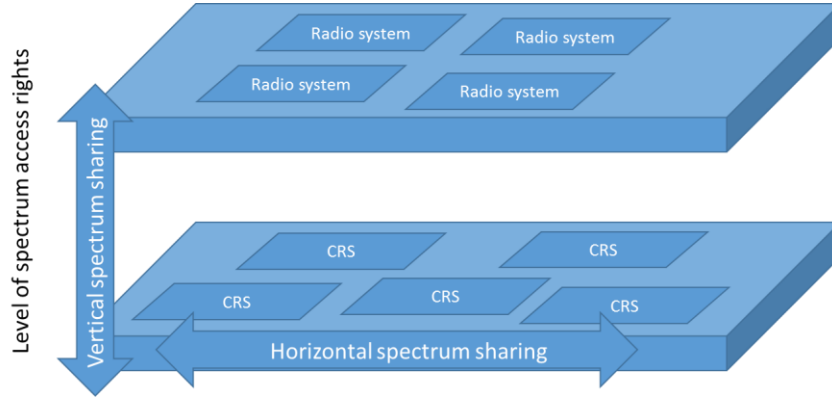 Radio system
Radio system
Radio system
Radio system
Level of spectrum access rights
Vertical spectrum sharing
CRS
CRS
CRS
CRS
CRS
Horizontal spectrum sharing